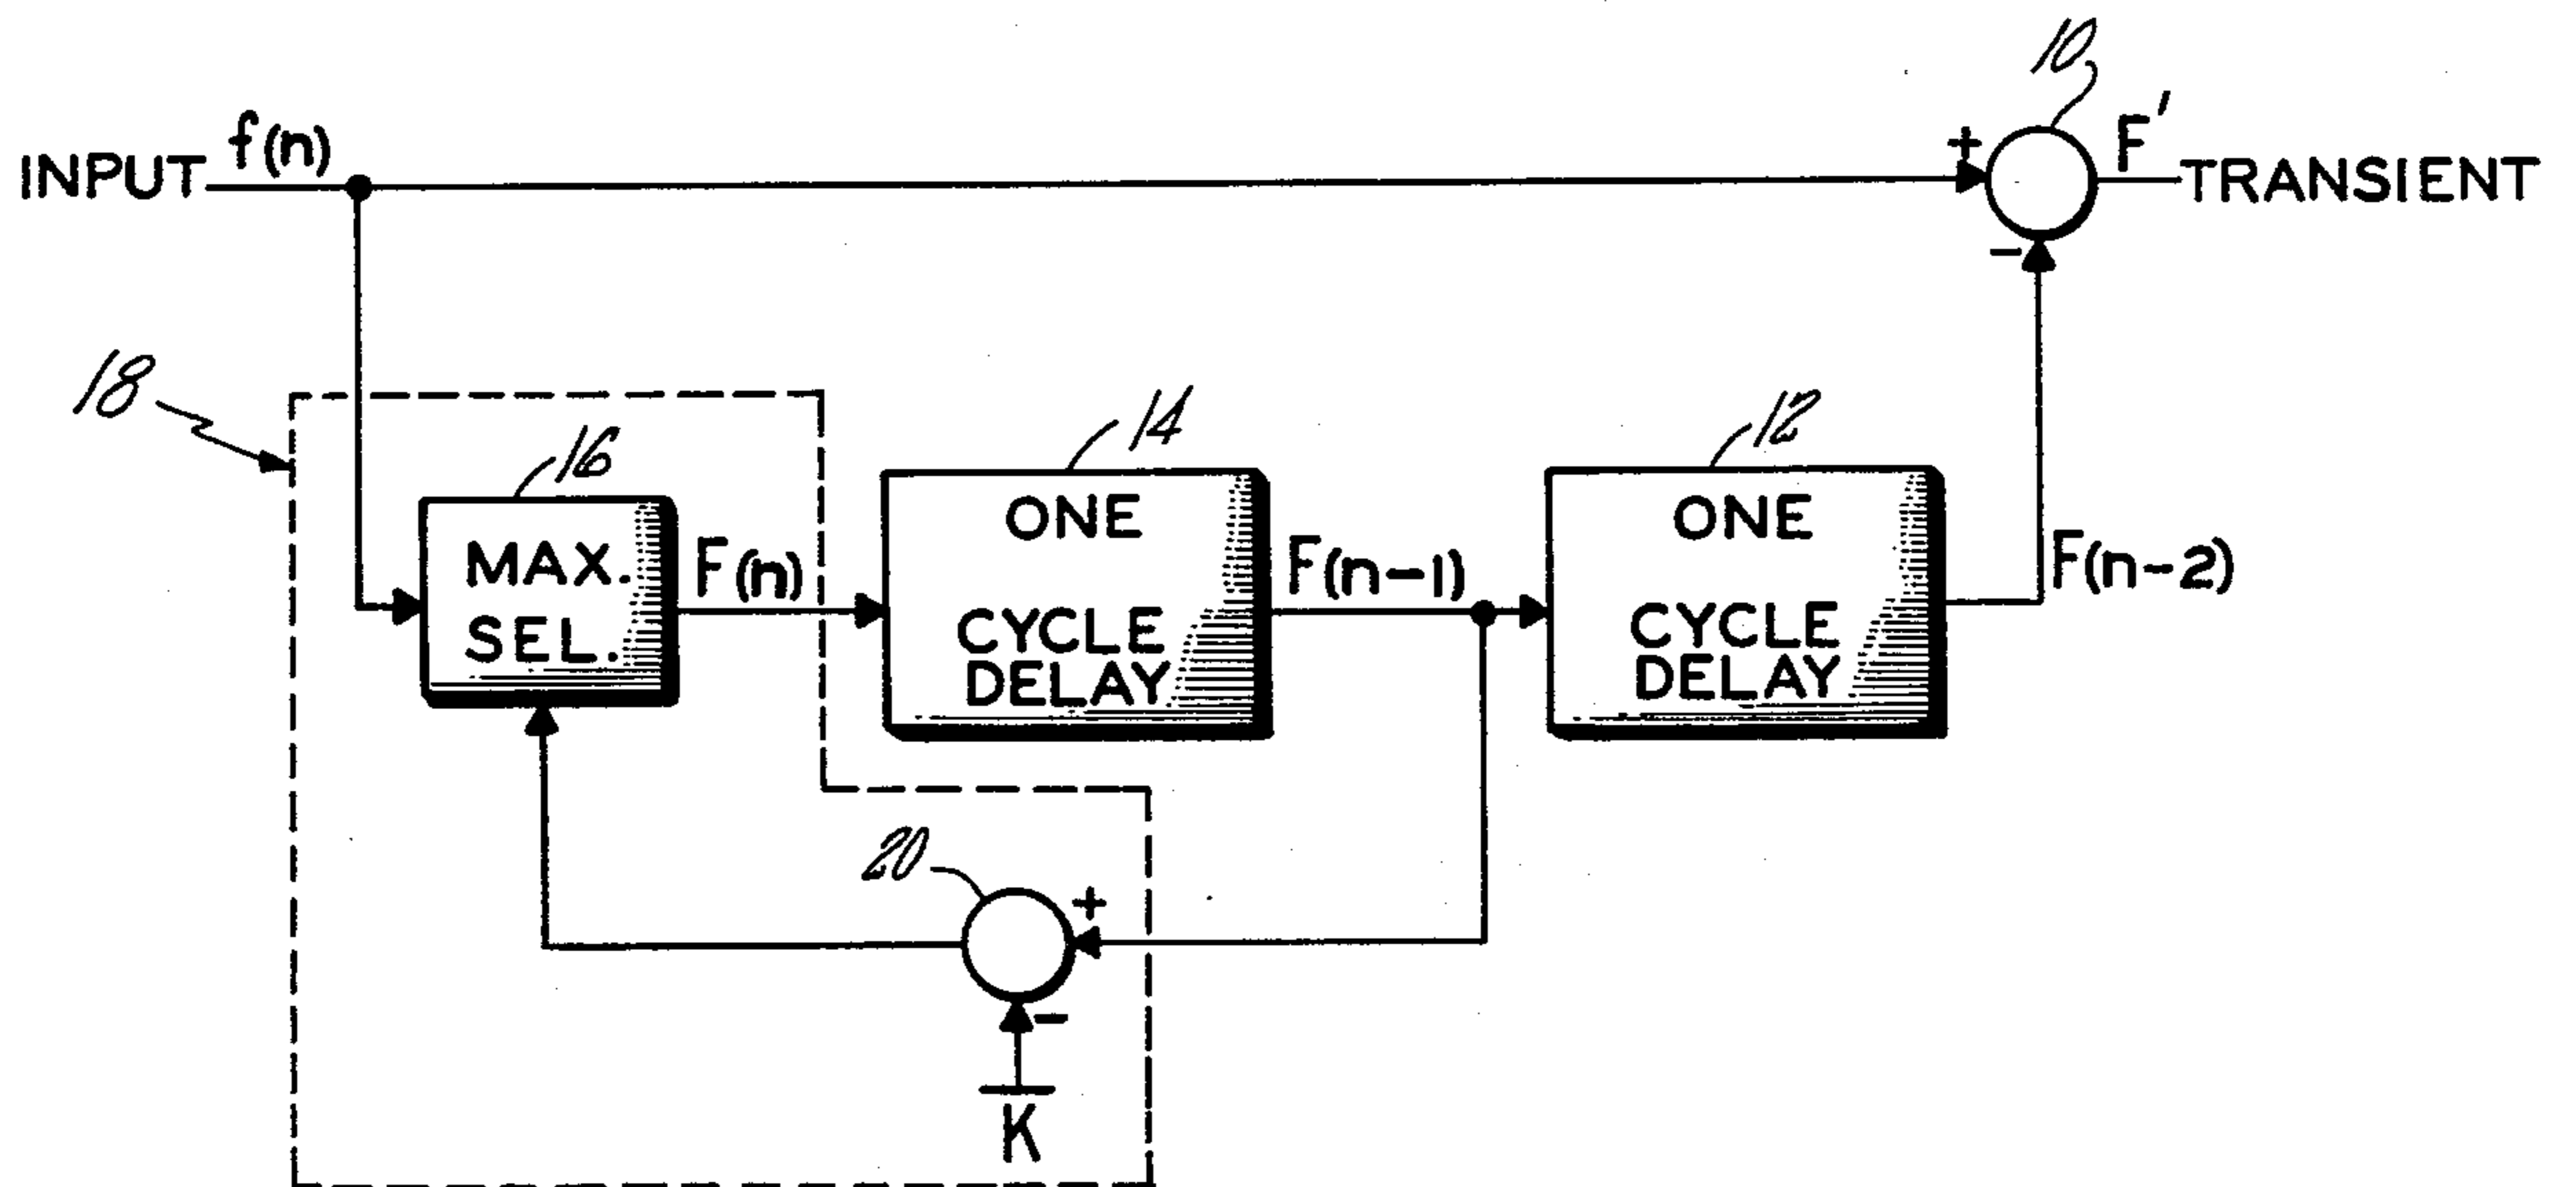 10
INPUT f(n)
+
F'
TRANSIENT
-
18
16
14
12
MAX.
SEL.
F(n)
ONE
CYCLE
DELAY
F(n-1)
ONE
CYCLE
DELAY
F(n-2)
20
+
-
K